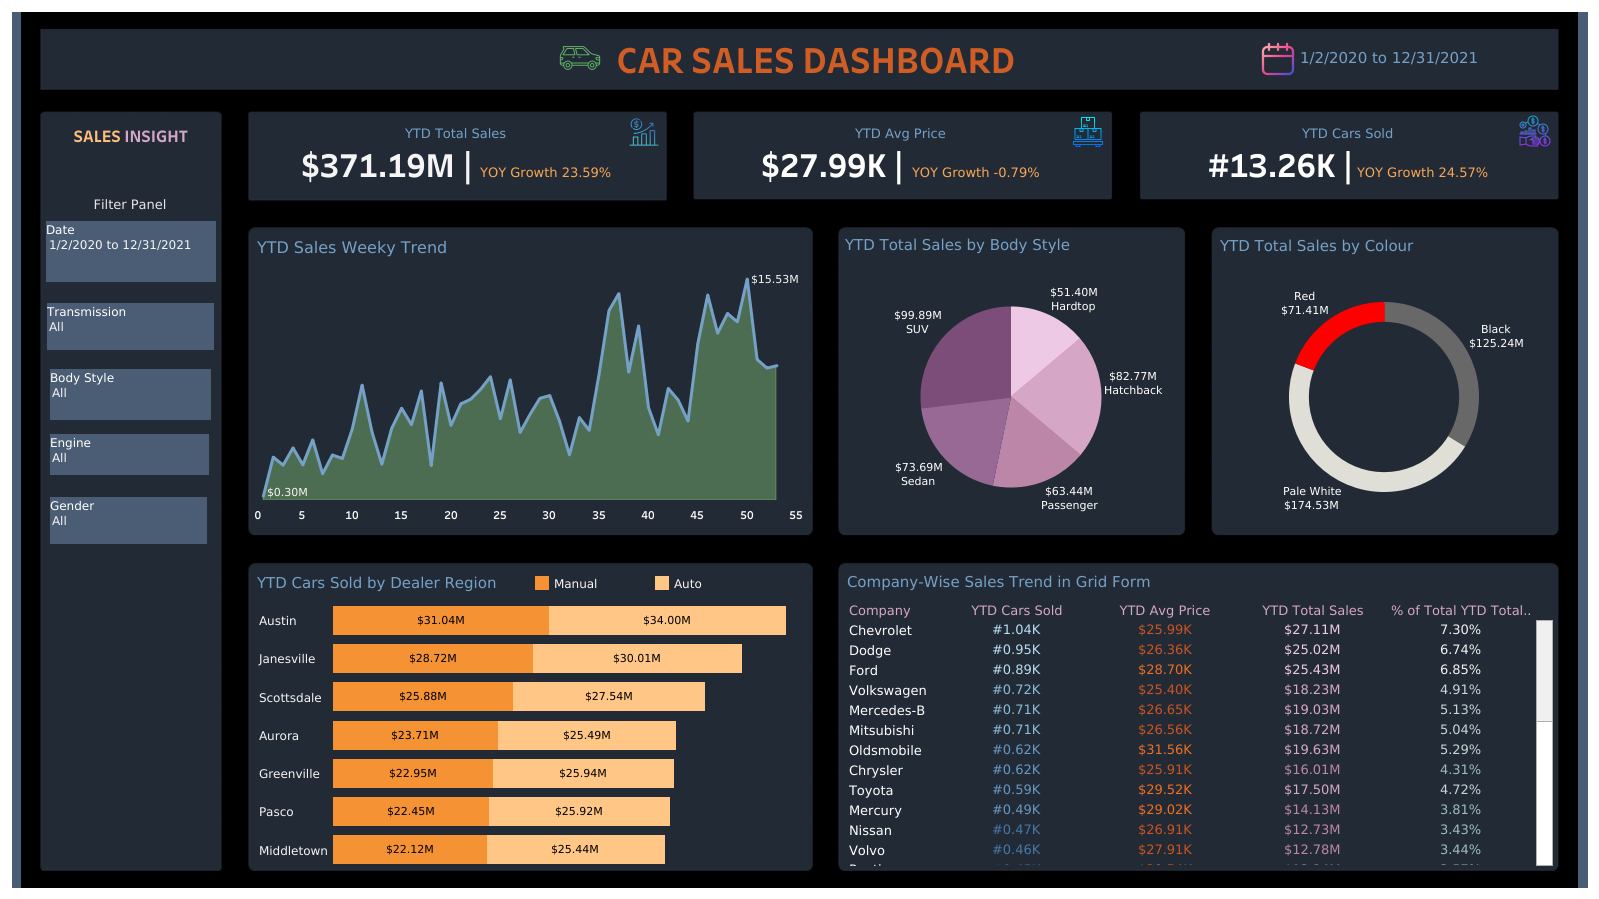 CAR SALES DASHBOARD
1/2/2020 to 12/31/2021
SALES INSIGHT
Filter Panel
Date
1/2/2020 to 12/31/2021
Transmission
All
Body Style
All
Engine
All
Gender
All
YTD Total Sales
$371.19M | YOY Growth 23.59%
YTD Avg Price
$27.99K | YOY Growth -0.79%
YTD Cars Sold
#13.26K | YOY Growth 24.57%
YTD Sales Weeky Trend
$15.53M
$0.30M
0 5 10 15 20 25 30 35 40 45 50 55
YTD Total Sales by Body Style
$51.40M
Hardtop
$99.89M
SUV
$82.77M
Hatchback
$73.69M
Sedan
$63.44M
Passenger
YTD Total Sales by Colour
Red
$71.41M
Black
$125.24M
Pale White
$174.53M
YTD Cars Sold by Dealer Region Manual Auto
Austin $31.04M $34.00M
Janesville $28.72M $30.01M
Scottsdale $25.88M $27.54M
Aurora $23.71M $25.49M
Greenville $22.95M $25.94M
Pasco $22.45M $25.92M
Middletown $22.12M $25.44M
Company-Wise Sales Trend in Grid Form
Company YTD Cars Sold YTD Avg Price YTD Total Sales % of Total YTD Total..
Chevrolet #1.04K $25.99K $27.11M 7.30%
Dodge #0.95K $26.36K $25.02M 6.74%
Ford #0.89K $28.70K $25.43M 6.85%
Volkswagen #0.72K $25.40K $18.23M 4.91%
Mercedes-B #0.71K $26.65K $19.03M 5.13%
Mitsubishi #0.71K $26.56K $18.72M 5.04%
Oldsmobile #0.62K $31.56K $19.63M 5.29%
Chrysler #0.62K $25.91K $16.01M 4.31%
Toyota #0.59K $29.52K $17.50M 4.72%
Mercury #0.49K $29.02K $14.13M 3.81%
Nissan #0.47K $26.91K $12.73M 3.43%
Volvo #0.46K $27.91K $12.78M 3.44%